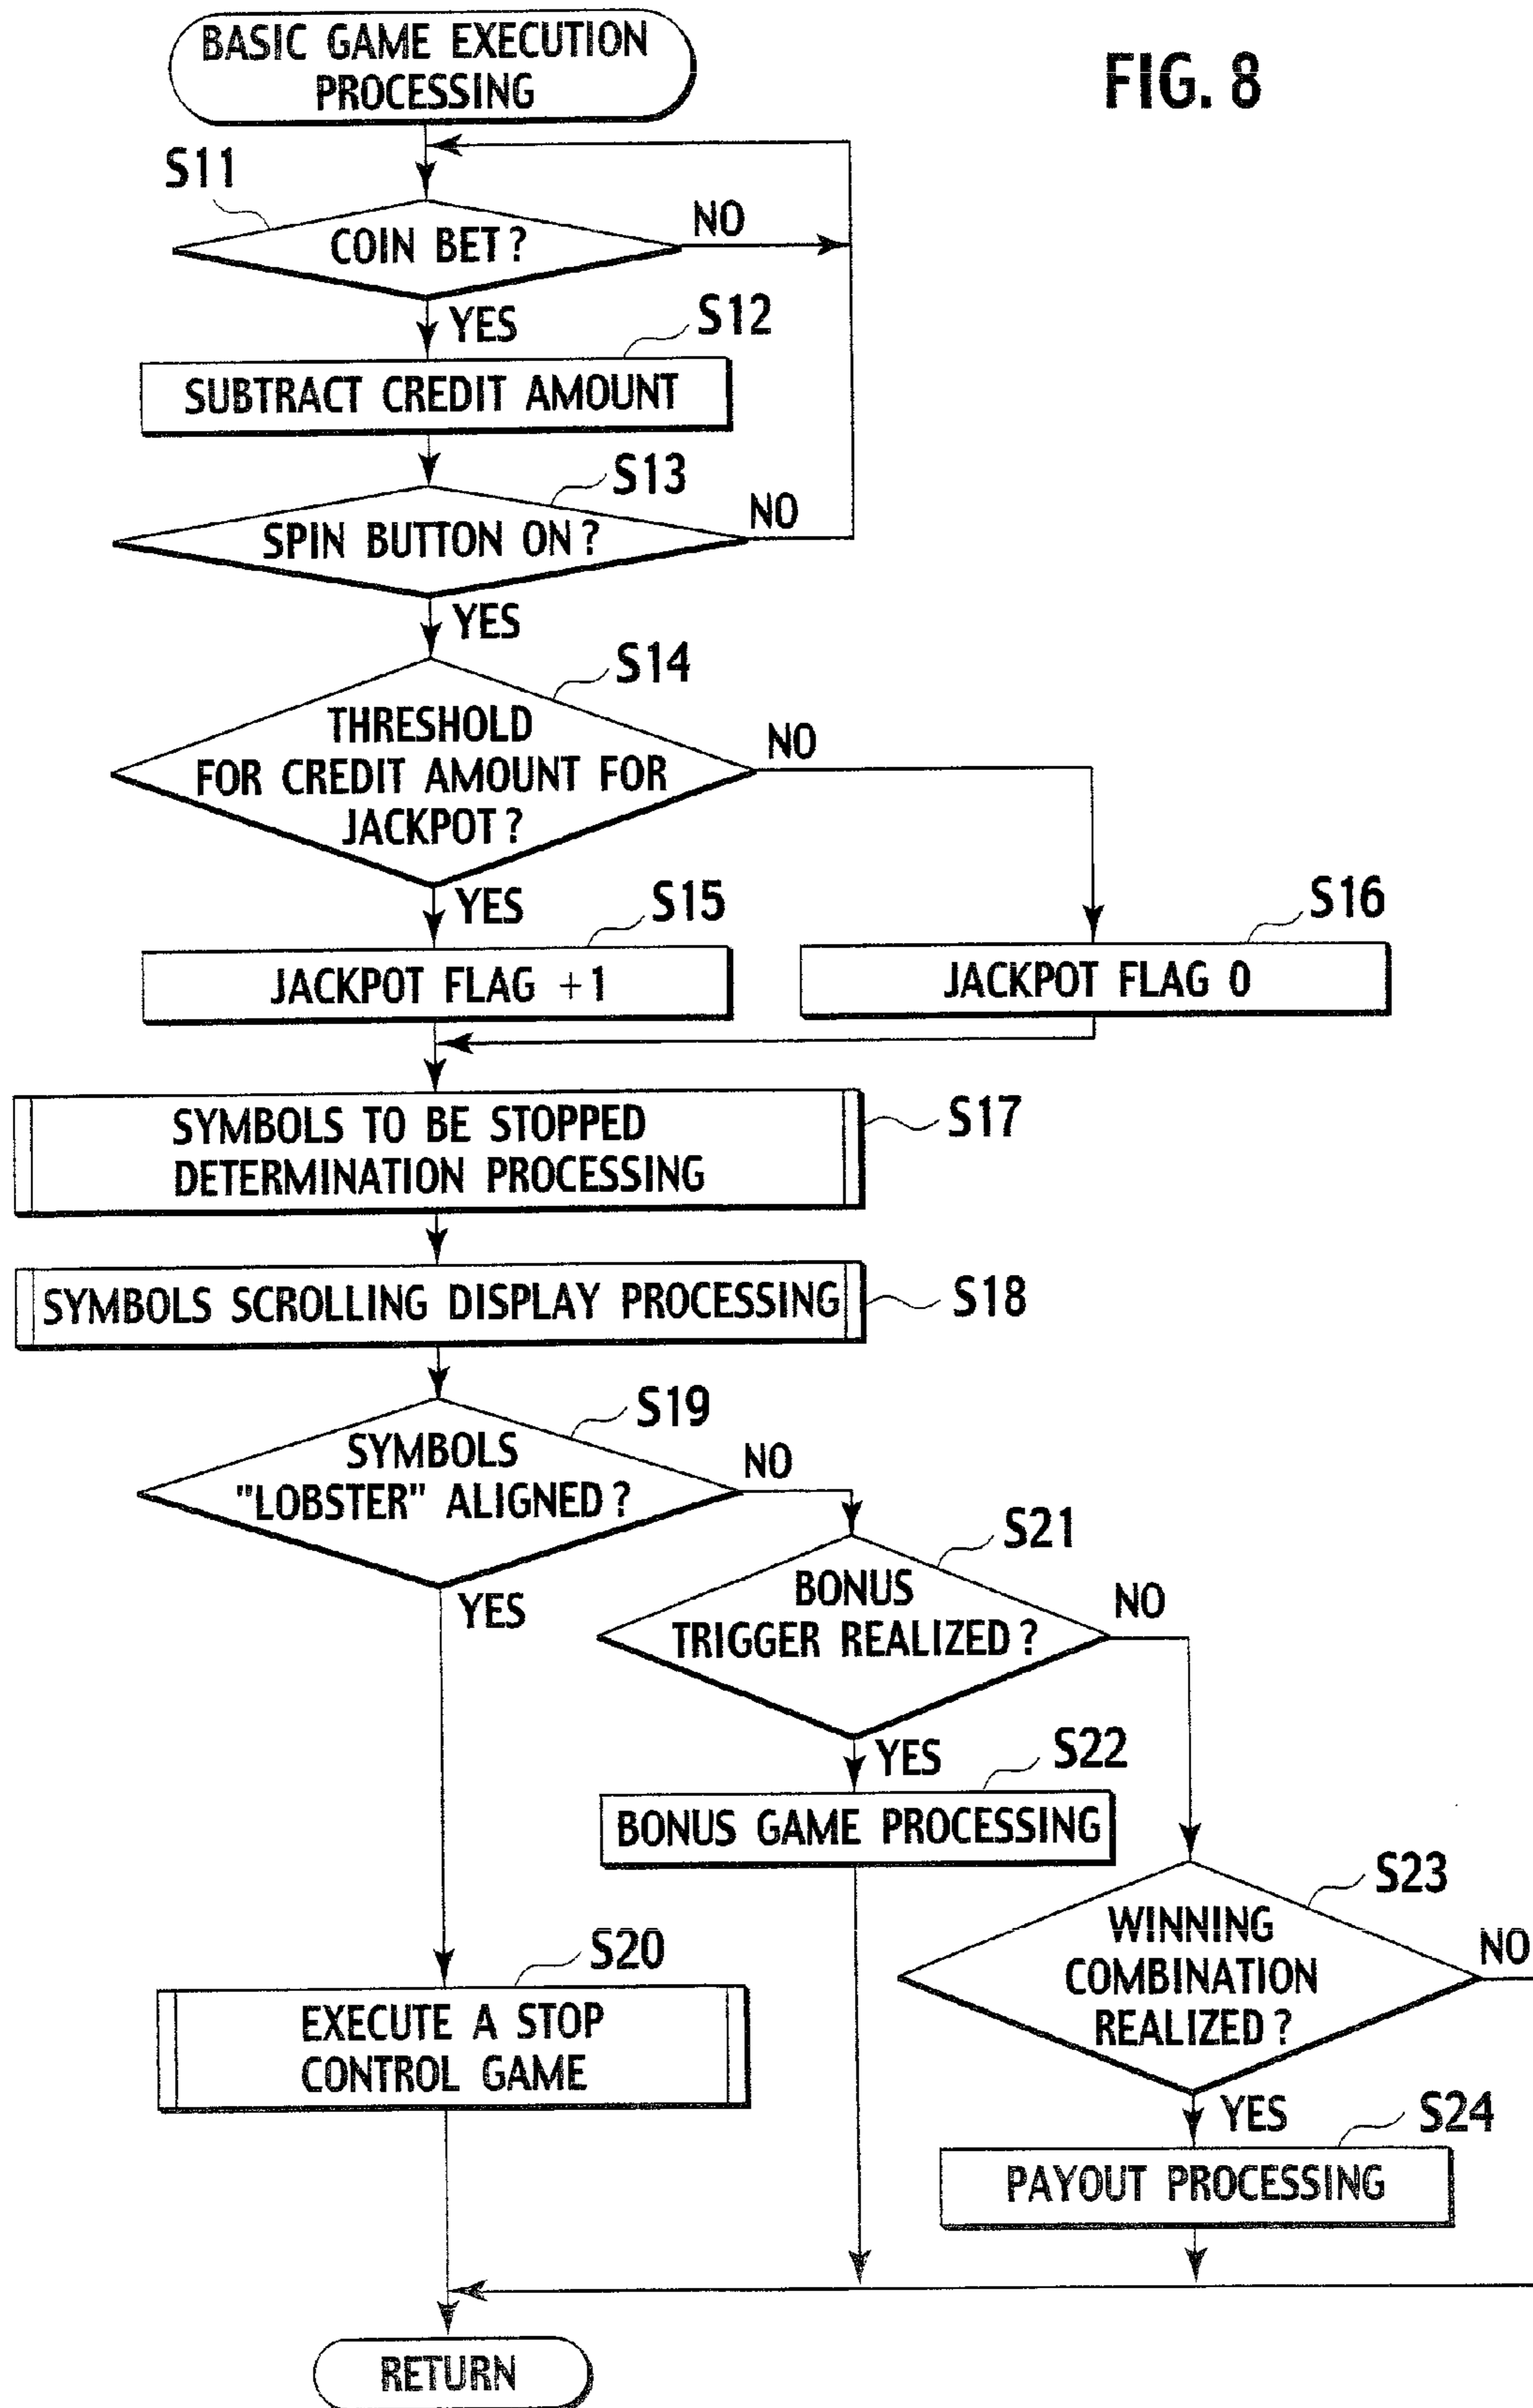 BASIC GAME EXECUTION
PROCESSING
FIG. 8
S11
COIN BET?
NO
YES
S12
SUBTRACT CREDIT AMOUNT
S13
SPIN BUTTON ON?
NO
YES
S14
THRESHOLD
FOR CREDIT AMOUNT FOR
JACKPOT?
NO
YES
S15
JACKPOT FLAG +1
S16
JACKPOT FLAG 0
SYMBOLS TO BE STOPPED
DETERMINATION PROCESSING
S17
SYMBOLS SCROLLING DISPLAY PROCESSING
S18
S19
SYMBOLS
"LOBSTER" ALIGNED?
NO
YES
S21
BONUS
TRIGGER REALIZED?
NO
YES
S22
BONUS GAME PROCESSING
S23
WINNING
COMBINATION
REALIZED?
NO
YES
S20
EXECUTE A STOP
CONTROL GAME
S24
PAYOUT PROCESSING
RETURN